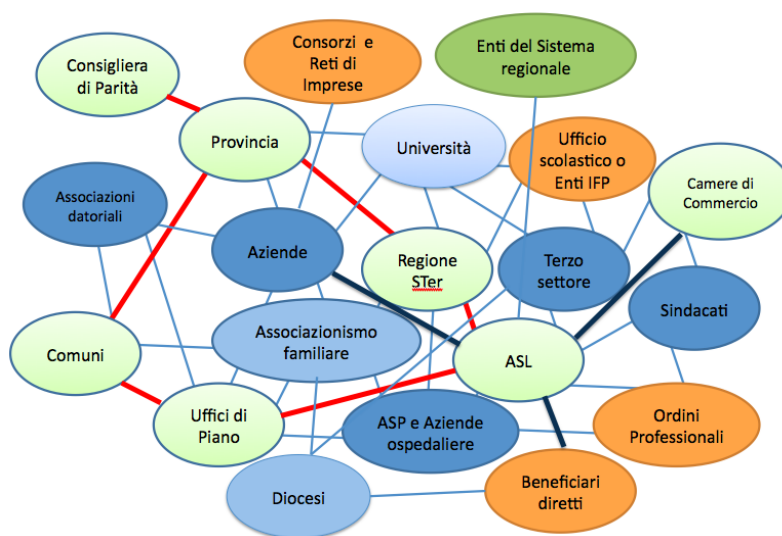 Consigliera
di Parità
Consorzi e
Reti di
Imprese
Enti del Sistema
regionale
Provincia
Università
Ufficio
scolastico o
Enti IFP
Camere di
Commercio
Associazioni
datoriali
Aziende
Regione
STer
Terzo
settore
Sindacati
Comuni
Associazionismo
familiare
ASL
Uffici di
Piano
ASP e Aziende
ospedaliere
Ordini
Professionali
Diocesi
Beneficiari
diretti